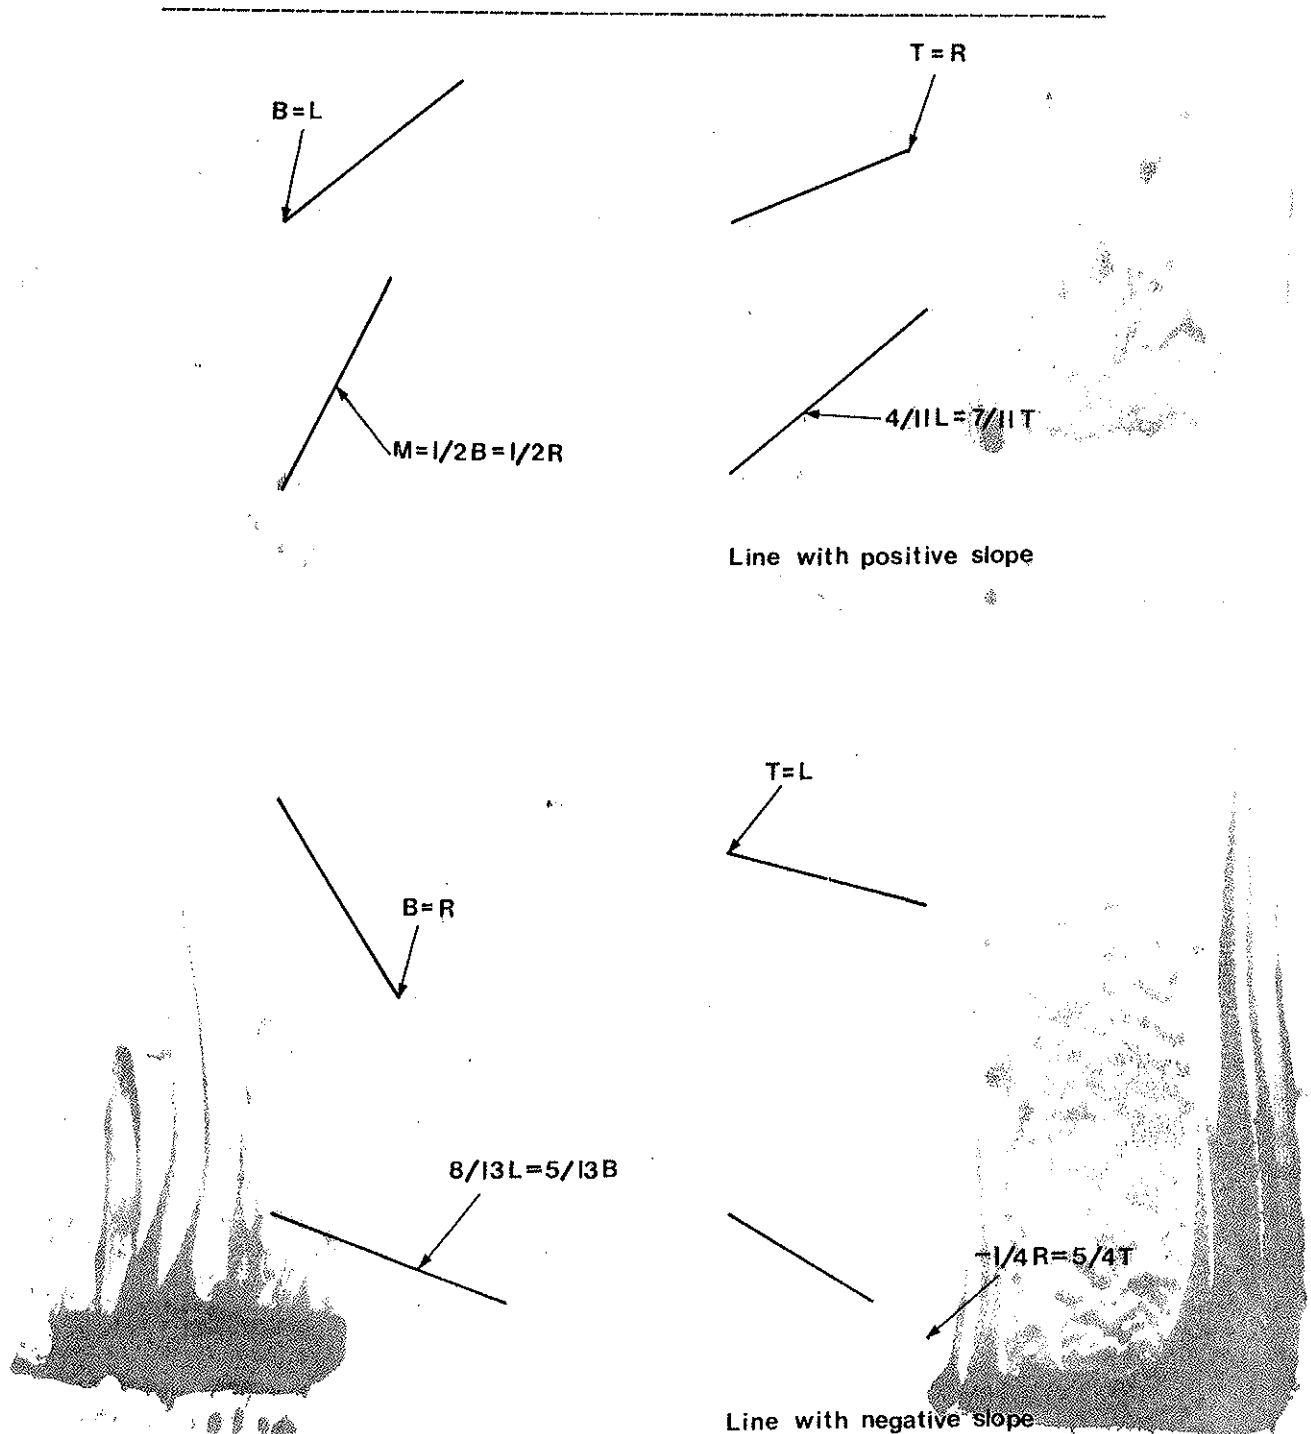 T=R
B=L
4/11L=7/11T
M=1/2B=1/2R
Line with positive slope
T=L
B=R
8/13L=5/13B
-1/4R=5/4T
Line with negative slope